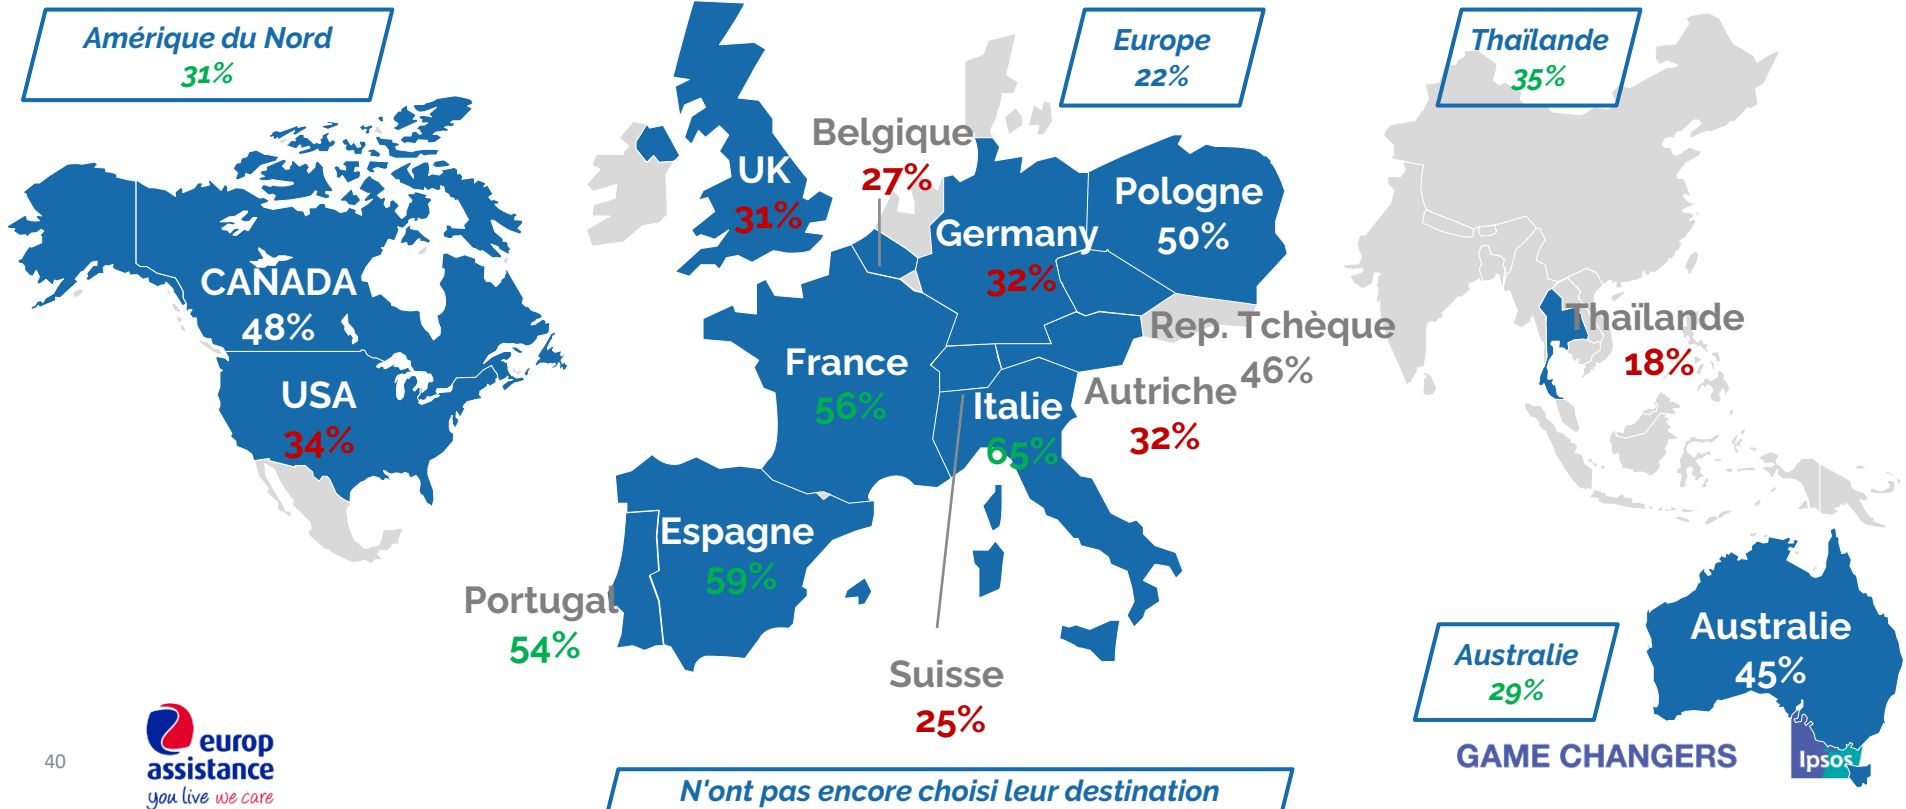 Amérique du Nord
31%
Europe
22%
Thaïlande
35%
Belgique
27%
UK
31%
Pologne
50%
Germany
32%
CANADA
48%
Rep. Tchèque
46%
Thaïlande
18%
France
56%
USA
34%
Autriche
32%
Italie
65%
Espagne
59%
Portugal
54%
Suisse
25%
Australie
45%
Australie
29%
40
europ
assistance
you live we care
GAME CHANGERS
Ipsos
N'ont pas encore choisi leur destination